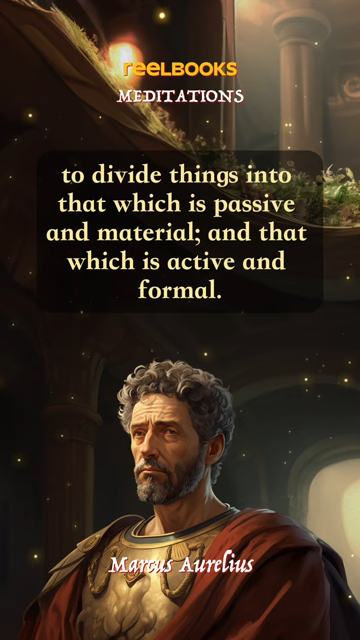 reelBOOKS
MEDITATIONS
to divide things into
that which is passive
and material; and that
which is active and
formal.
Marcus Aurelius